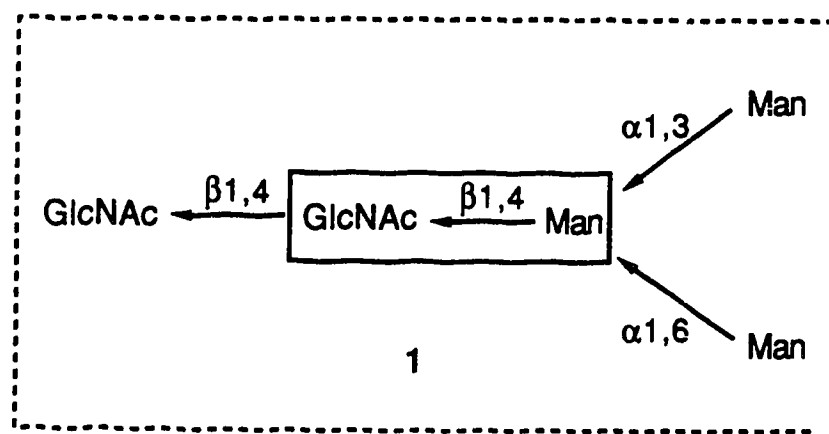 Man
α1,3
β1,4
β1,4
GlcNAc
GlcNAc
Man
α1,6
Man
1